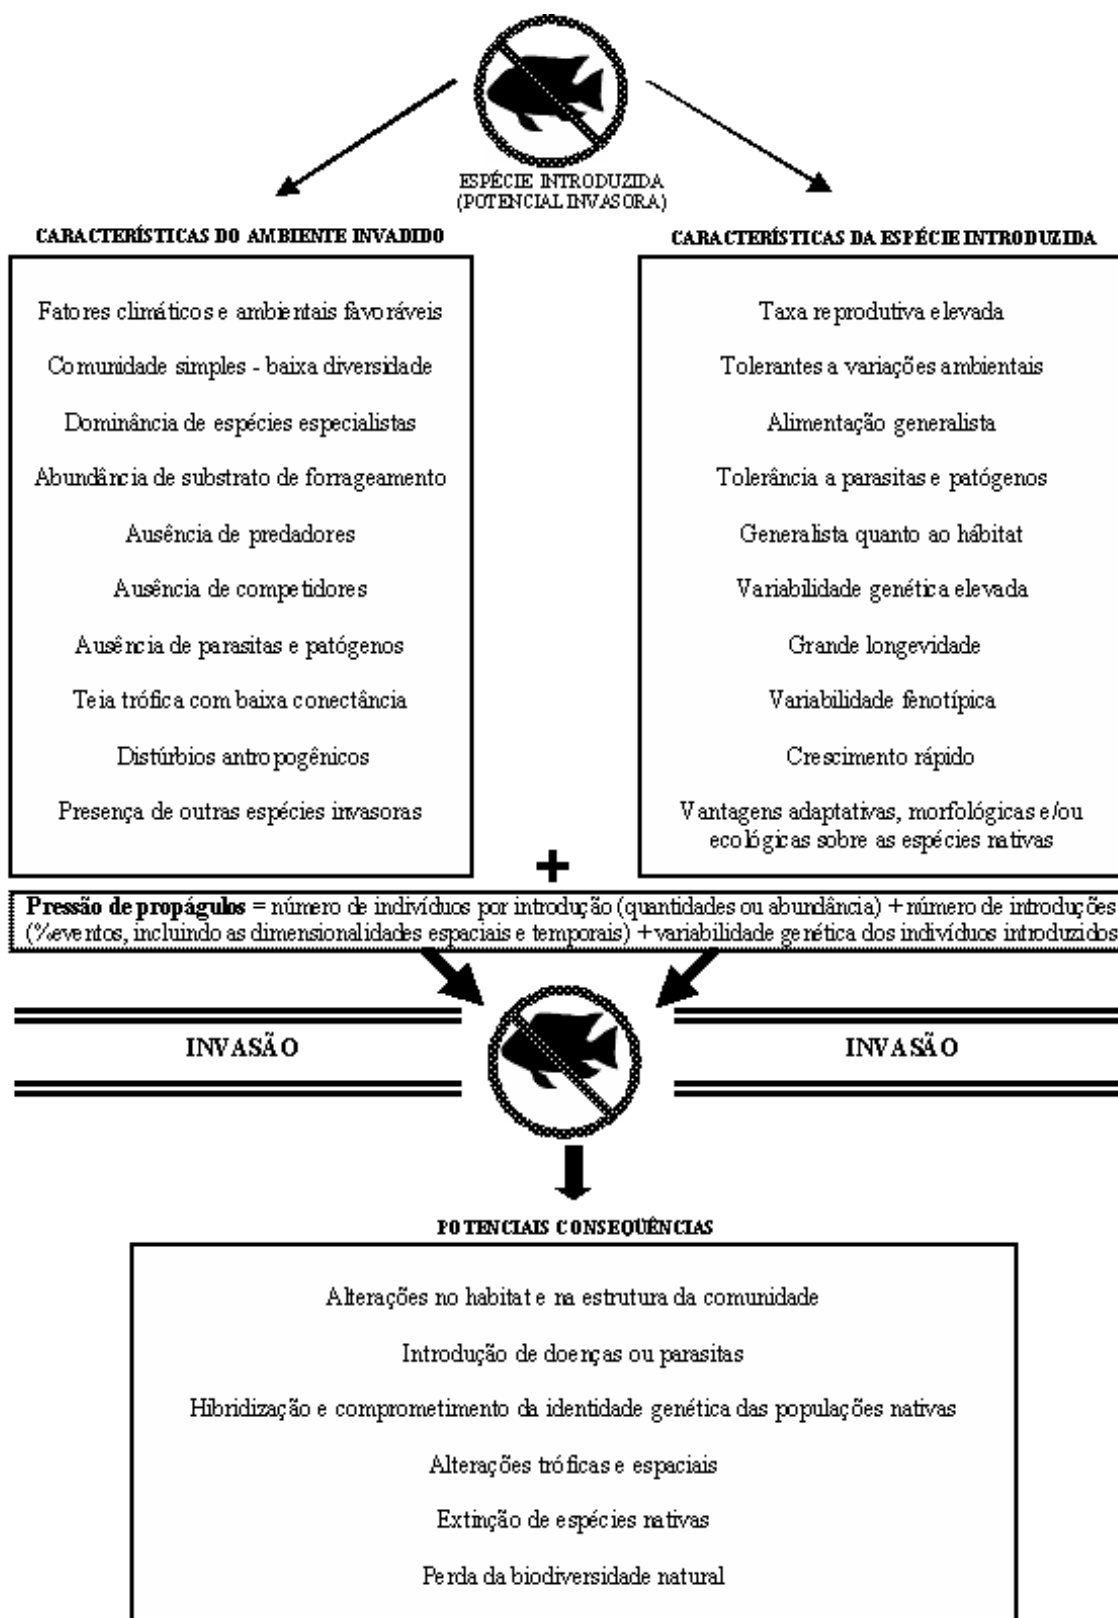 ESPÉCIE INTRODUZIDA
(POTENCIAL INVASORA)
CARACTERÍSTICAS DO AMBIENTE INVADIDO
Fatores climáticos e ambientais favoráveis
Comunidade simples - baixa diversidade
Dominância de espécies especialistas
Abundância de substrato de forrageamento
Ausência de predadores
Ausência de competidores
Ausência de parasitas e patógenos
Teia trófica com baixa conectância
Distúrbios antropogênicos
Presença de outras espécies invasoras
CARACTERÍSTICAS DA ESPÉCIE INTRODUZIDA
Taxa reprodutiva elevada
Tolerantes a variações ambientais
Alimentação generalista
Tolerância a parasitas e patógenos
Generalista quanto ao hábitat
Variabilidade genética elevada
Grande longevidade
Variabilidade fenotípica
Crescimento rápido
Vantagens adaptativas, morfológicas e/ou
ecológicas sobre as espécies nativas
+
Pressão de propágulos = número de indivíduos por introdução (quantidades ou abundância) + número de introduções
(%eventos, incluindo as dimensionalidades espaciais e temporais) + variabilidade genética dos indivíduos introduzidos
INVASÃO
INVASÃO
POTENCIAIS CONSEQÜÊNCIAS
Alterações no habitat e na estrutura da comunidade
Introdução de doenças ou parasitas
Hibridização e comprometimento da identidade genética das populações nativas
Alterações tróficas e espaciais
Extinção de espécies nativas
Perda da biodiversidade natural